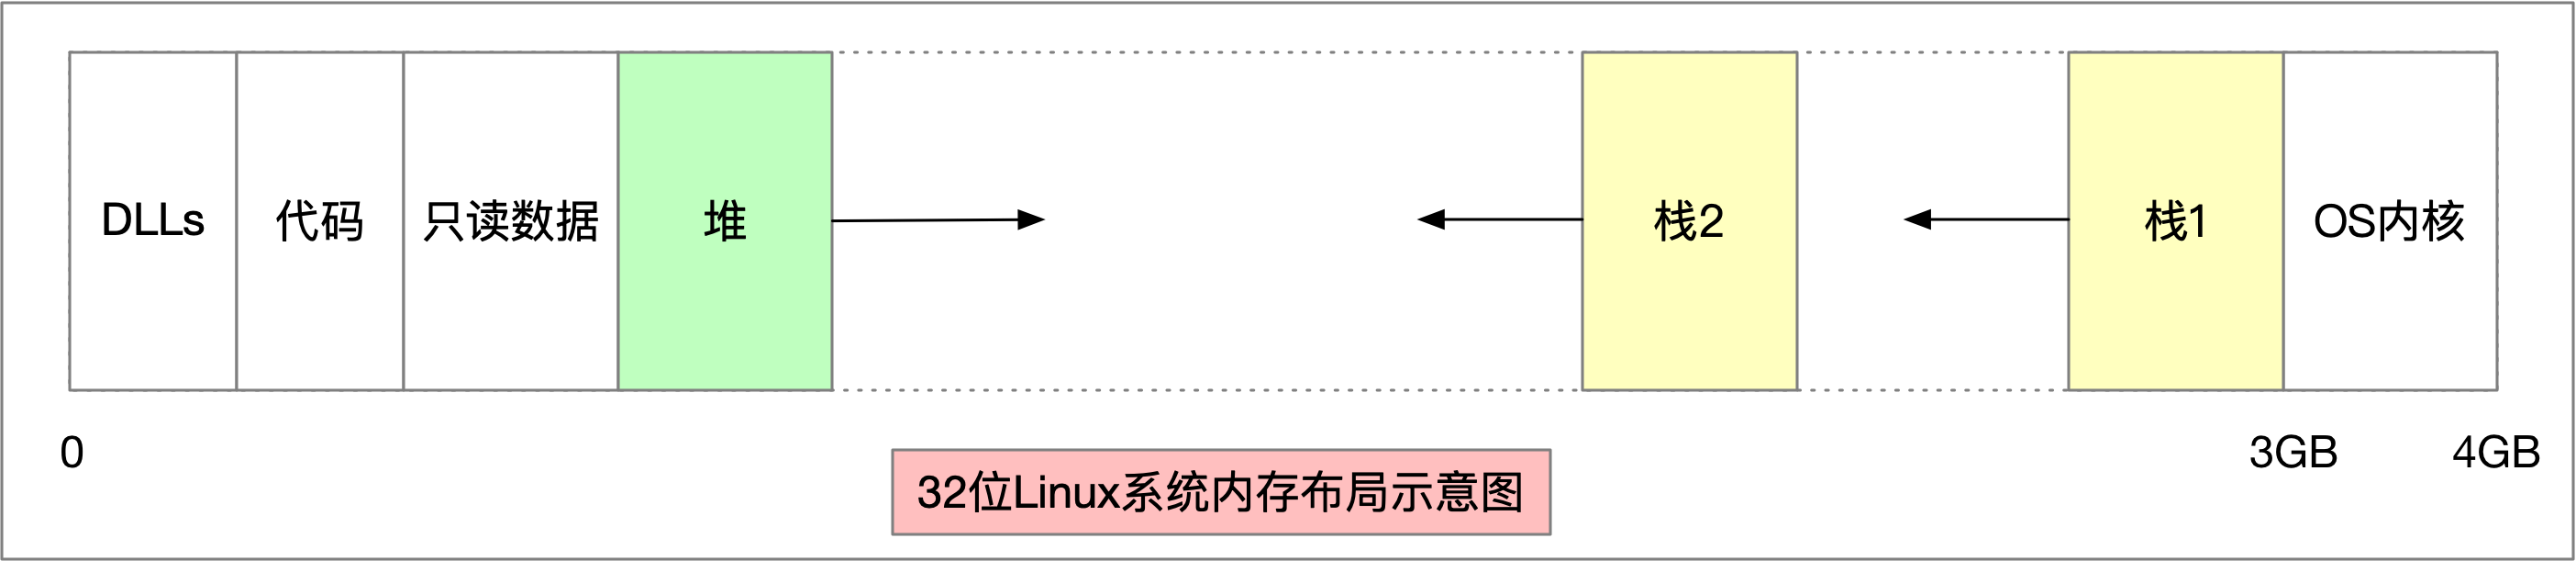 DLLs
代码
只读数据
堆
栈2
栈1
OS内核
0
3GB
4GB
32位Linux系统内存布局示意图